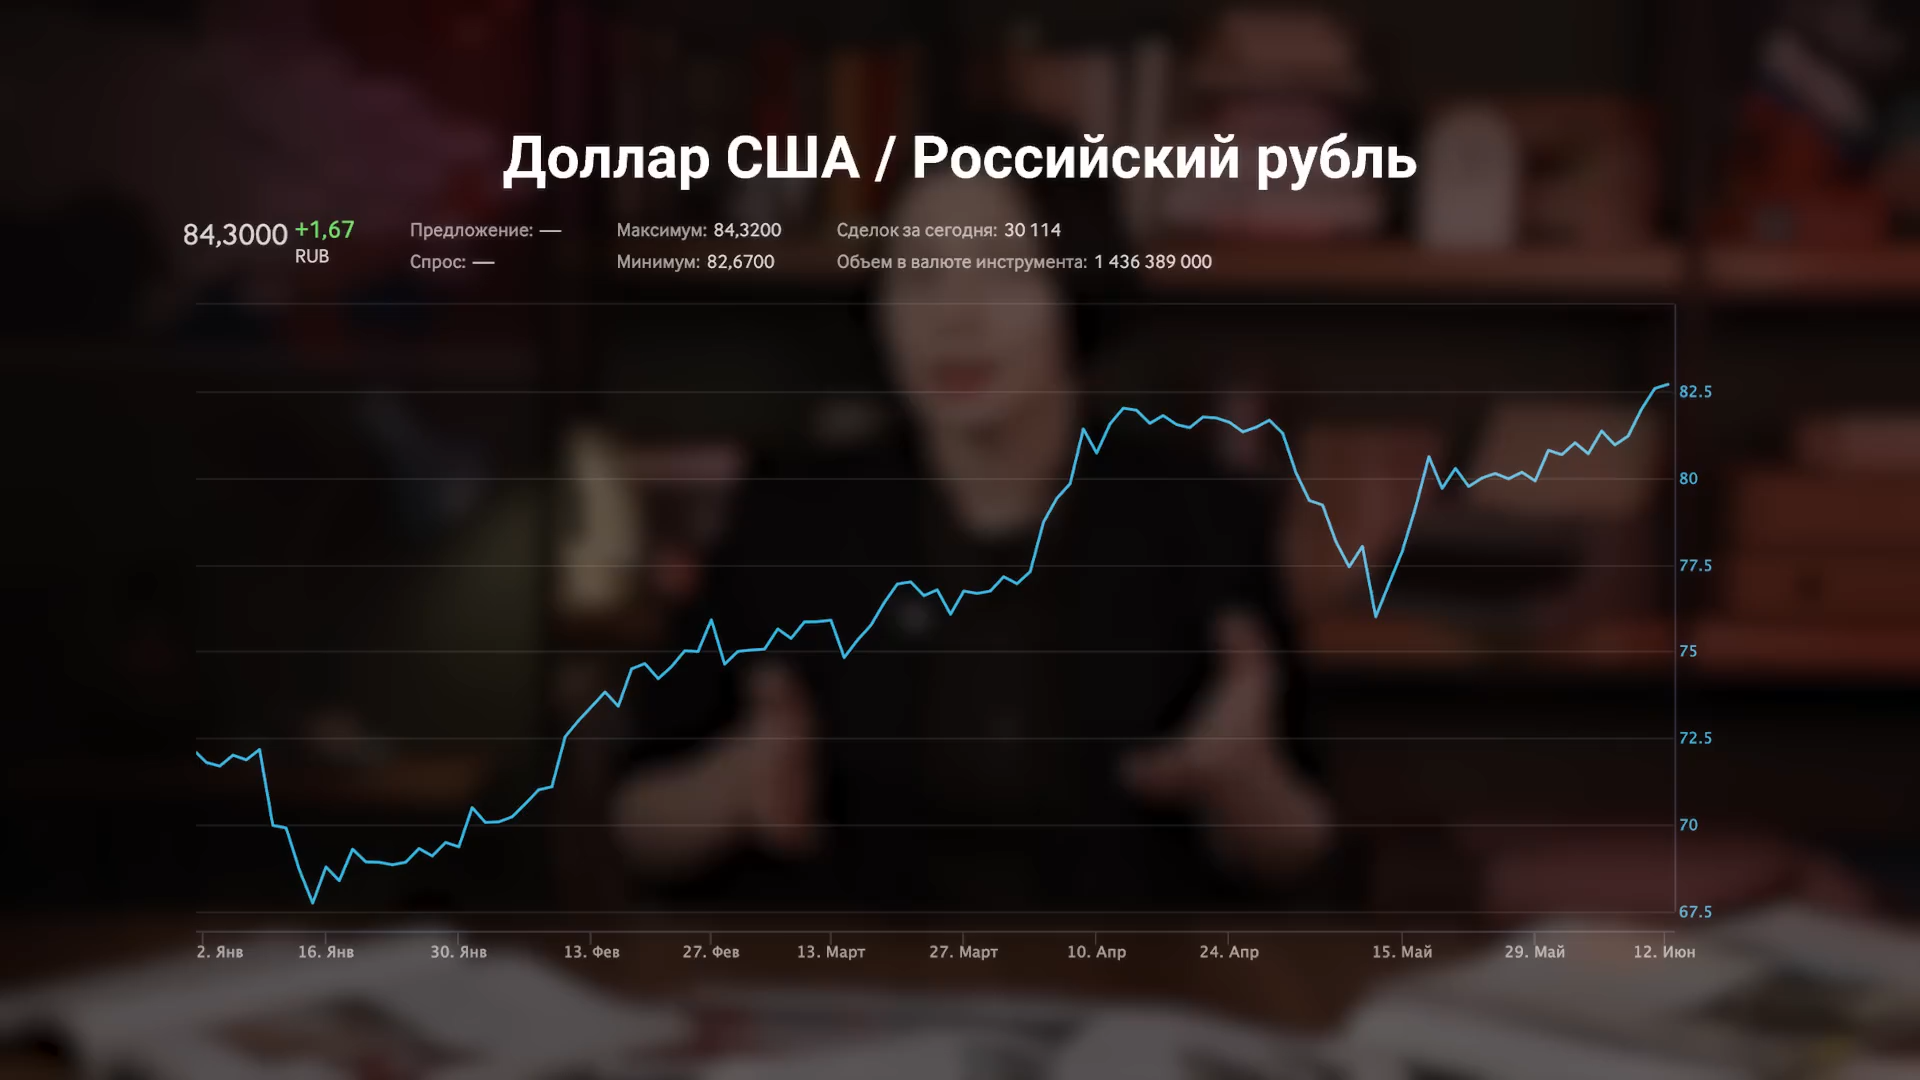 Доллар США / Российский рубль
84,3000 +1,67 RUB
Предложение: —
Спрос: —
Максимум: 84,3200
Минимум: 82,6700
Сделок за сегодня: 30 114
Объем в валюте инструмента: 1 436 389 000
82.5
80
77.5
75
72.5
70
67.5
2. Янв 16. Янв 30. Янв 13. Фев 27. Фев 13. Март 27. Март 10. Апр 24. Апр 15. Май 29. Май 12. Июн